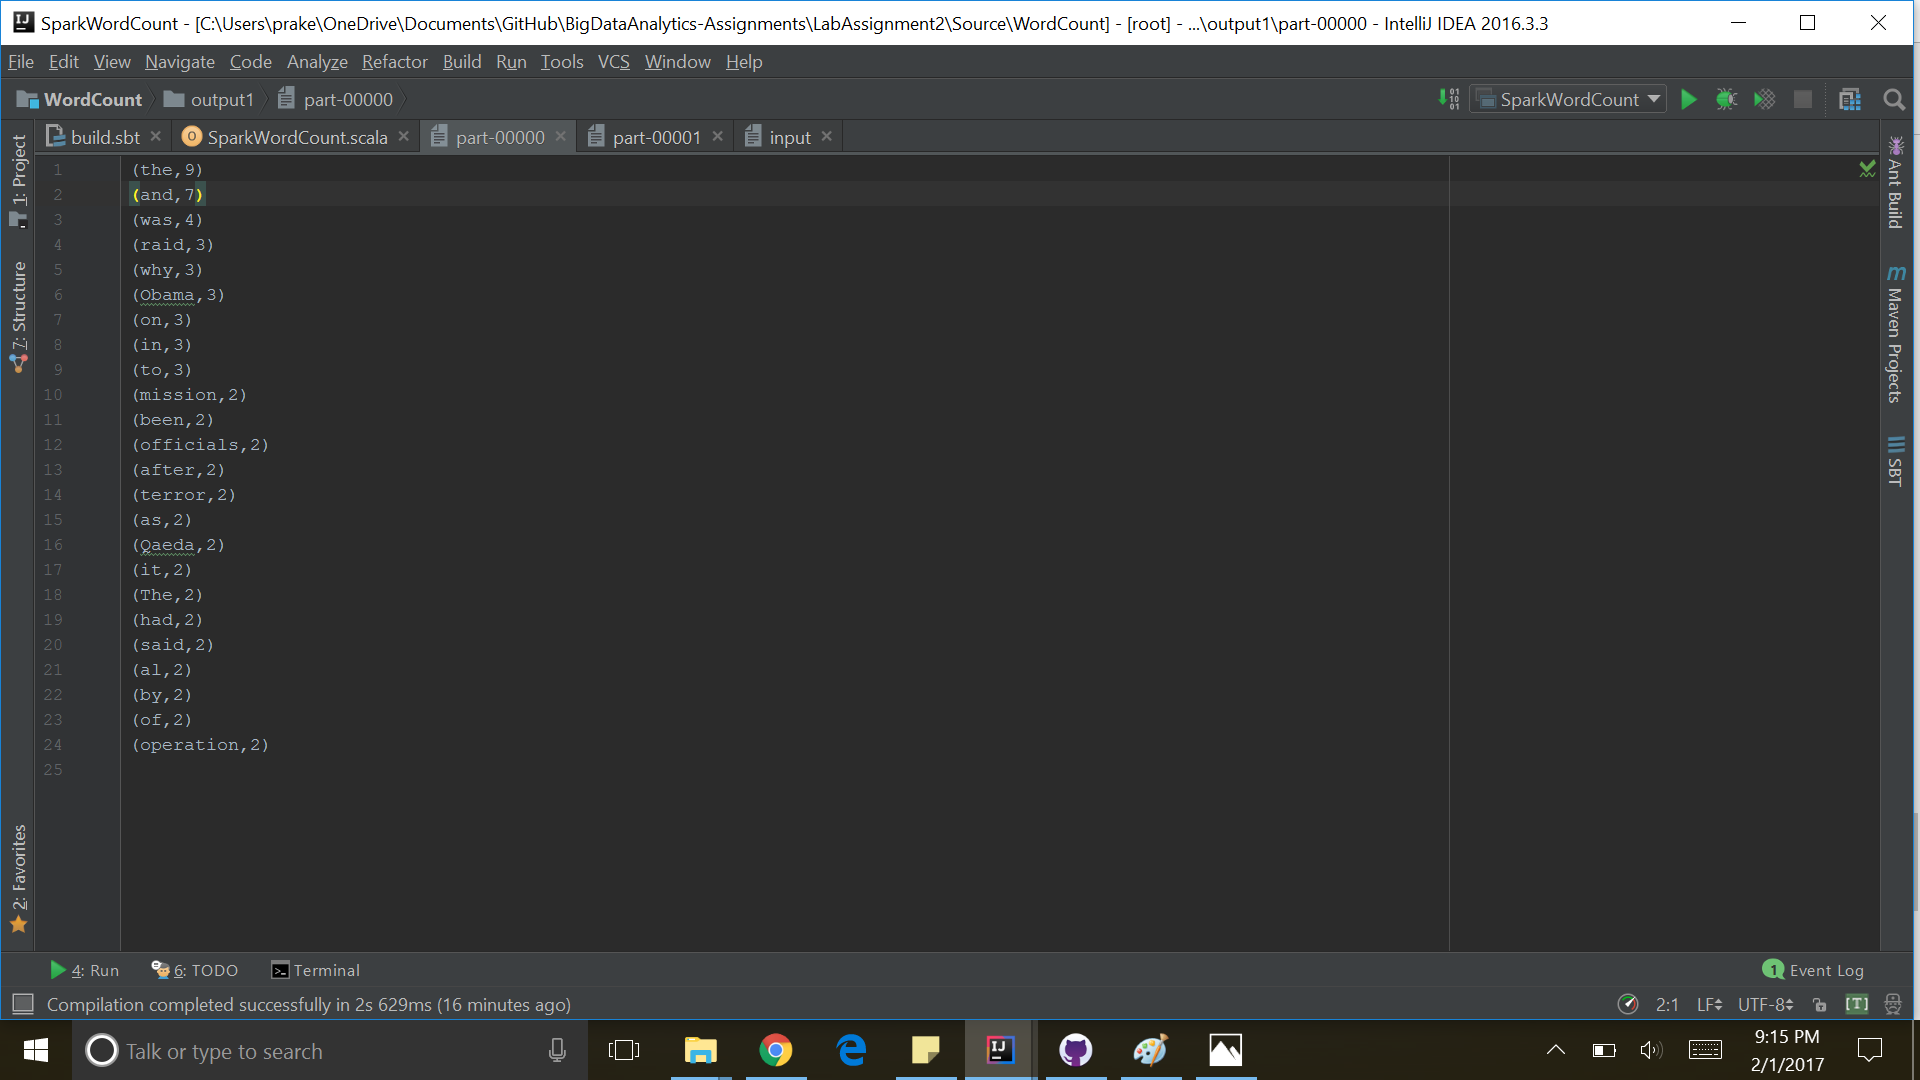 SparkWordCount - [C:\Users\prake\OneDrive\Documents\GitHub\BigDataAnalytics-Assignments\LabAssignment2\Source\WordCount] - [root] - ...\output1\part-00000 - IntelliJ IDEA 2016.3.3
File Edit View Navigate Code Analyze Refactor Build Run Tools VCS Window Help
WordCount output1 part-00000 SparkWordCount
build.sbt SparkWordCount.scala part-00000 part-00001 input
1: Project
7: Structure
2: Favorites
1 (the,9)
2 (and,7)
3 (was,4)
4 (raid,3)
5 (why,3)
6 (Obama,3)
7 (on,3)
8 (in,3)
9 (to,3)
10 (mission,2)
11 (been,2)
12 (officials,2)
13 (after,2)
14 (terror,2)
15 (as,2)
16 (Qaeda,2)
17 (it,2)
18 (The,2)
19 (had,2)
20 (said,2)
21 (al,2)
22 (by,2)
23 (of,2)
24 (operation,2)
25
Ant Build
Maven Projects
SBT
4: Run 6: TODO Terminal 1 Event Log
Compilation completed successfully in 2s 629ms (16 minutes ago) 2:1 LF UTF-8 [T]
Talk or type to search
9:15 PM
2/1/2017